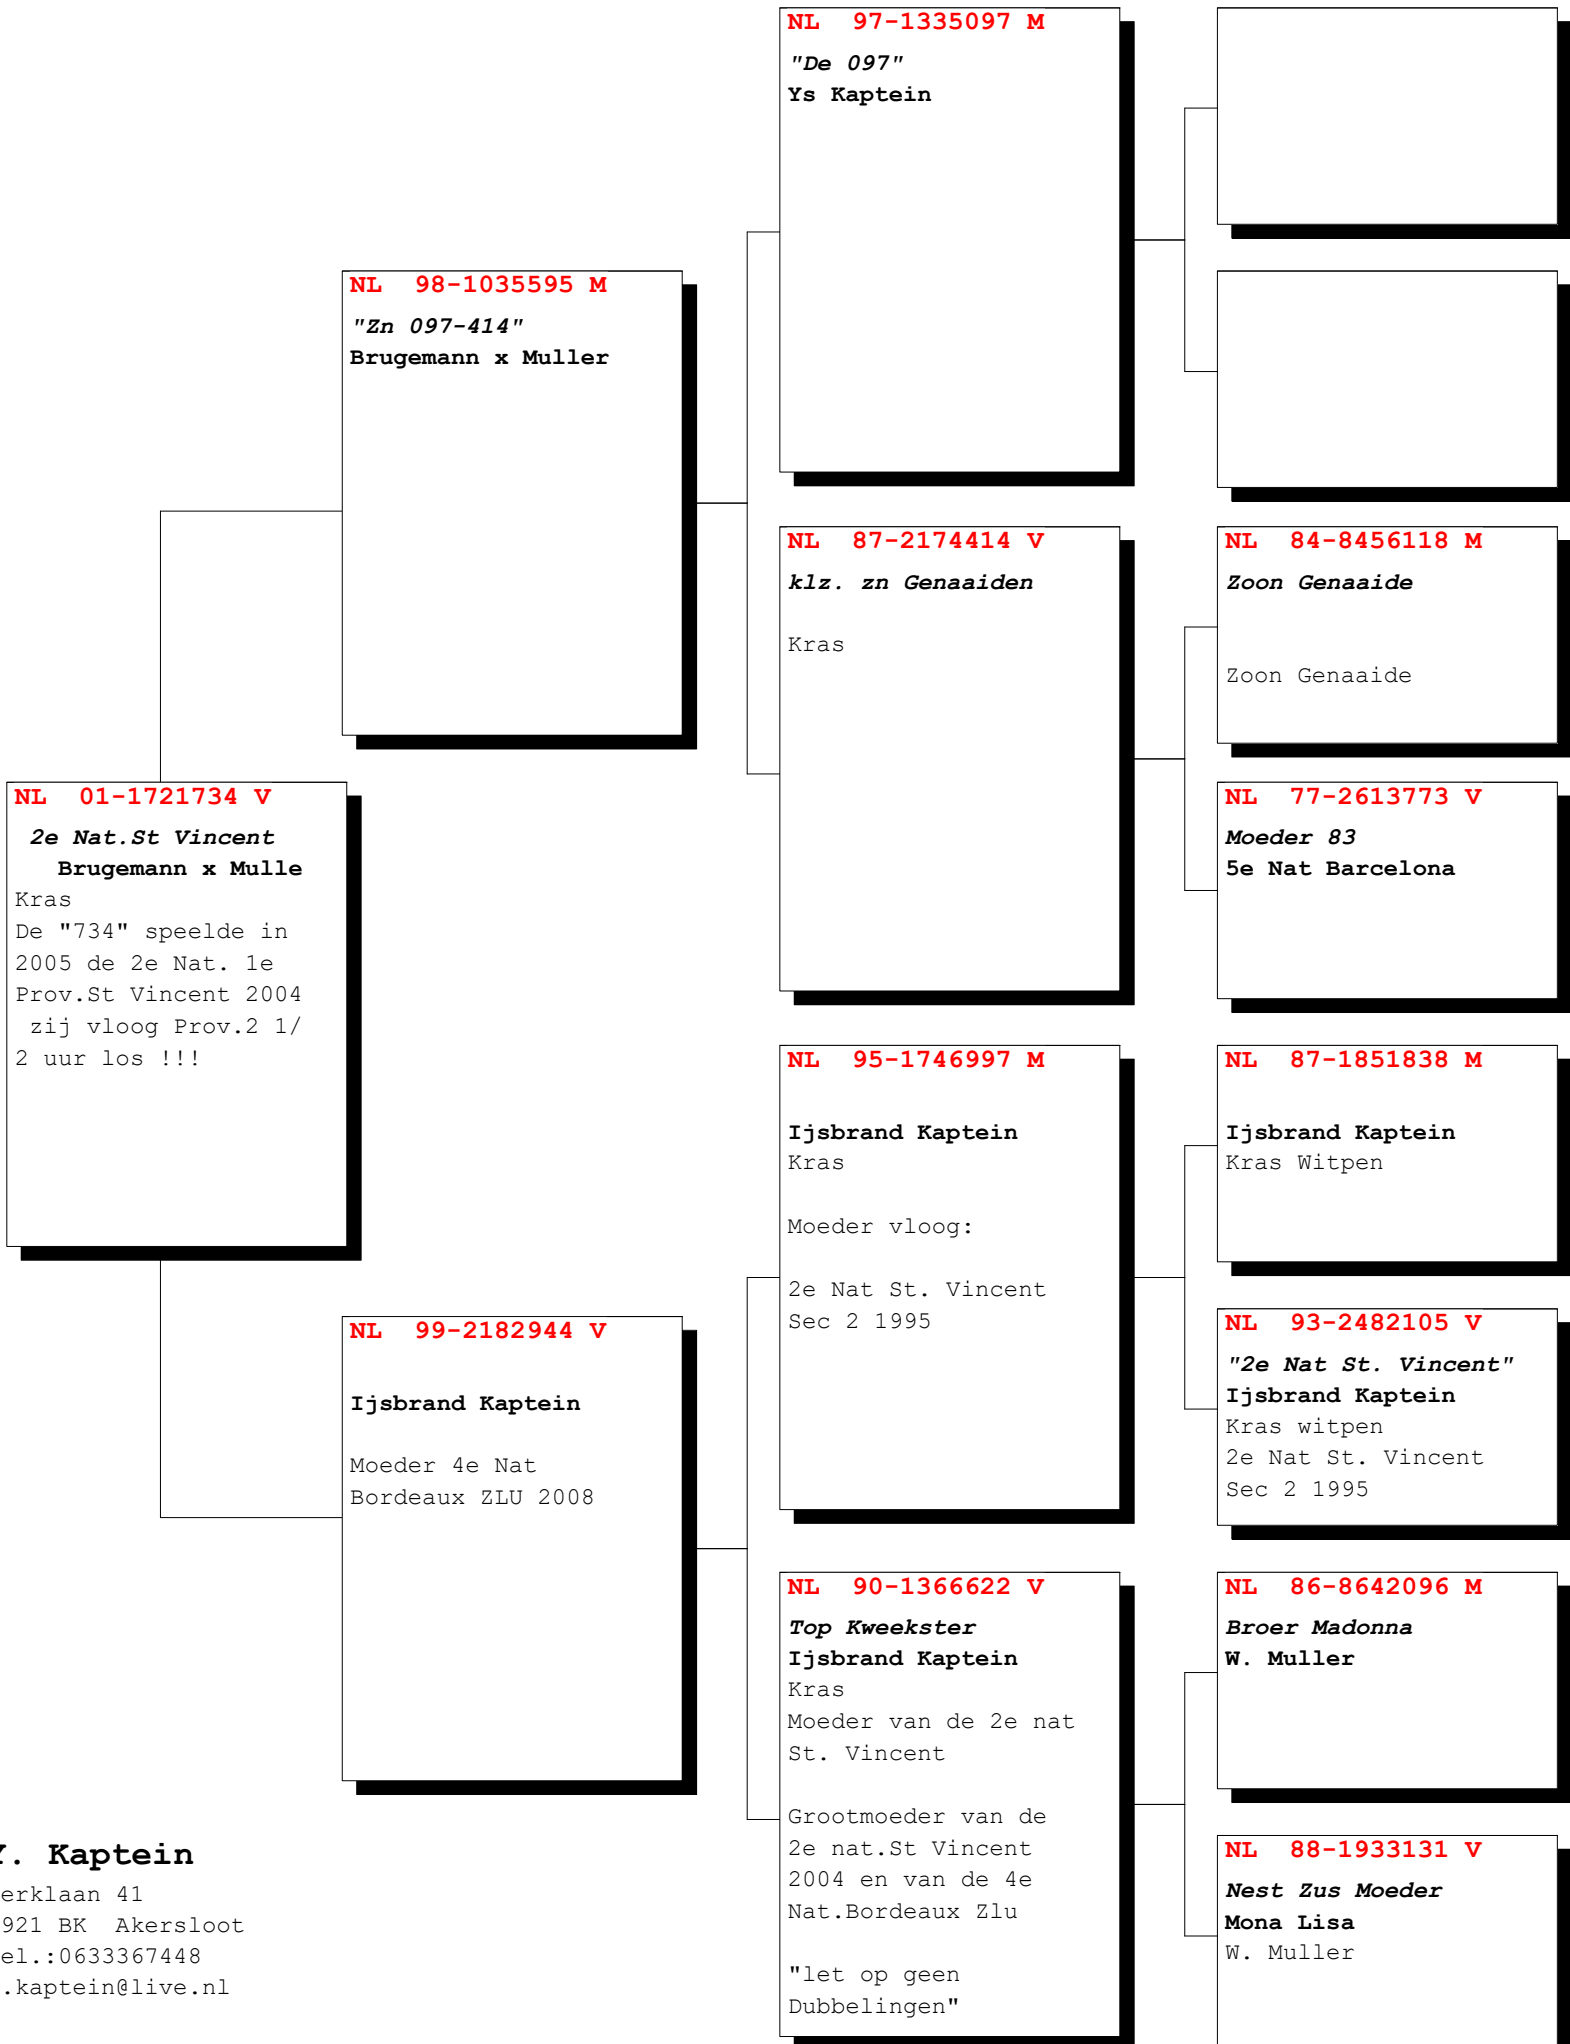 NL 01-1721734 V
2e Nat.St Vincent
Brugemann x Mulle
Kras
De "734" speelde in
2005 de 2e Nat. 1e
Prov.St Vincent 2004
zij vloog Prov.2 1/
2 uur los !!!
NL 98-1035595 M
"Zn 097-414"
Brugemann x Muller
NL 99-2182944 V
Ijsbrand Kaptein
Moeder 4e Nat
Bordeaux ZLU 2008
NL 97-1335097 M
"De 097"
Ys Kaptein
NL 87-2174414 V
klz. zn Genaaiden
Kras
NL 95-1746997 M
Ijsbrand Kaptein
Kras
Moeder vloog:
2e Nat St. Vincent
Sec 2 1995
NL 90-1366622 V
Top Kweekster
Ijsbrand Kaptein
Kras
Moeder van de 2e nat
St. Vincent
Grootmoeder van de
2e nat.St Vincent
2004 en van de 4e
Nat.Bordeaux Zlu
"let op geen
Dubbelingen"
NL 84-8456118 M
Zoon Genaaide
Zoon Genaaide
NL 77-2613773 V
Moeder 83
5e Nat Barcelona
NL 87-1851838 M
Ijsbrand Kaptein
Kras Witpen
NL 93-2482105 V
"2e Nat St. Vincent"
Ijsbrand Kaptein
Kras witpen
2e Nat St. Vincent
Sec 2 1995
NL 86-8642096 M
Broer Madonna
W. Muller
NL 88-1933131 V
Nest Zus Moeder
Mona Lisa
W. Muller
Y. Kaptein
erklaan 41
921 BK Akersloot
el.:0633367448
.kaptein@live.nl